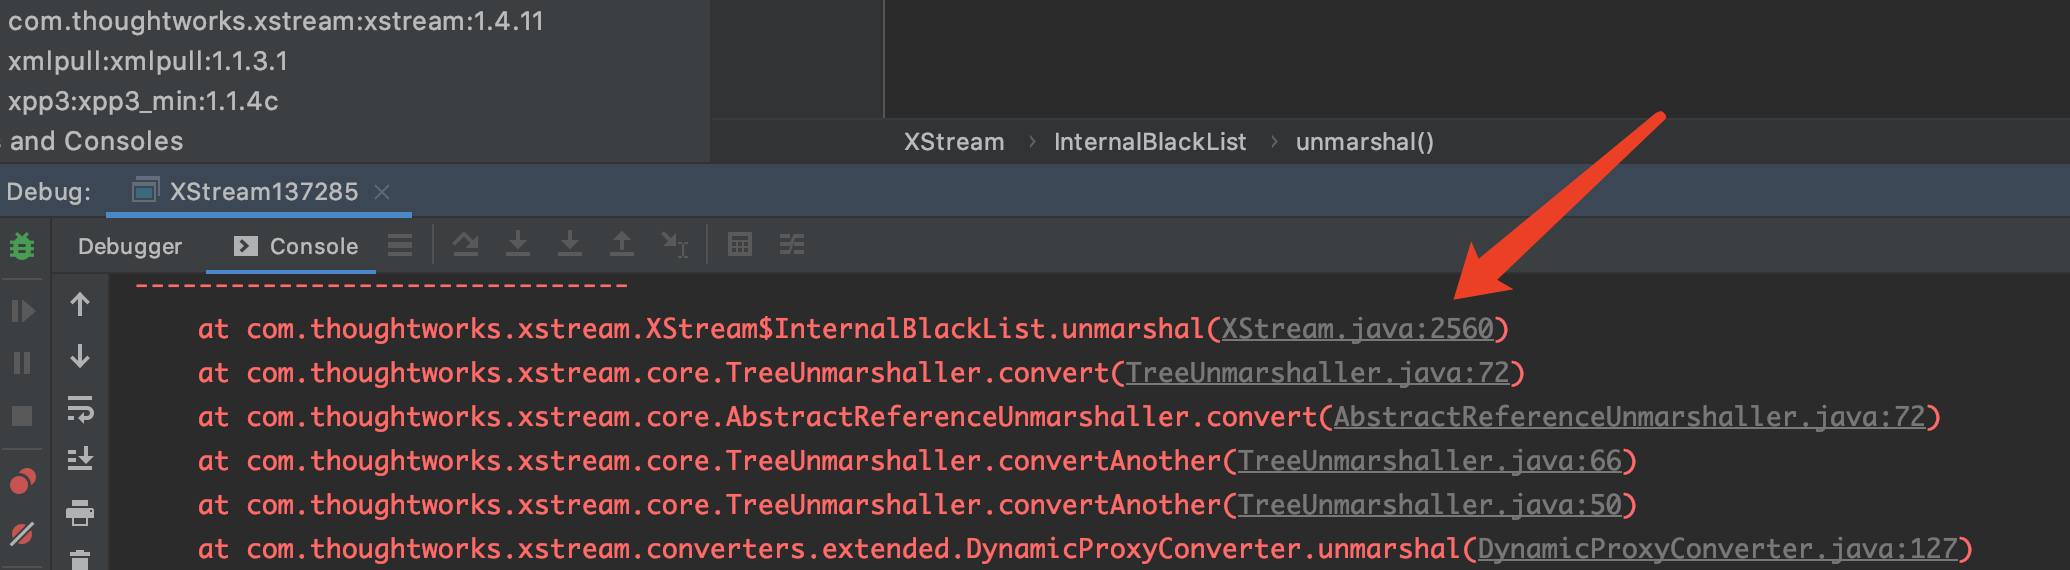 com.thoughtworks.xstream:xstream:1.4.11
xmlpull:xmlpull:1.1.3.1
xpp3:xpp3_min:1.1.4c
and Consoles
XStream › InternalBlackList › unmarshal()
Debug: XStream137285
Debugger Console
------------------------------
at com.thoughtworks.xstream.XStream$InternalBlackList.unmarshal(XStream.java:2560)
at com.thoughtworks.xstream.core.TreeUnmarshaller.convert(TreeUnmarshaller.java:72)
at com.thoughtworks.xstream.core.AbstractReferenceUnmarshaller.convert(AbstractReferenceUnmarshaller.java:72)
at com.thoughtworks.xstream.core.TreeUnmarshaller.convertAnother(TreeUnmarshaller.java:66)
at com.thoughtworks.xstream.core.TreeUnmarshaller.convertAnother(TreeUnmarshaller.java:50)
at com.thoughtworks.xstream.converters.extended.DynamicProxyConverter.unmarshal(DynamicProxyConverter.java:127)